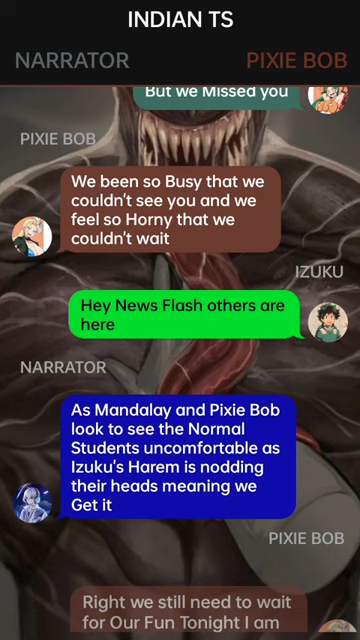 INDIAN TS
NARRATOR
PIXIE BOB
But we Missed you
PIXIE BOB
We been so Busy that we
couldn't see you and we
feel so Horny that we
couldn't wait
IZUKU
Hey News Flash others are
here
NARRATOR
As Mandalay and Pixie Bob
look to see the Normal
Students uncomfortable as
Izuku's Harem is nodding
their heads meaning we
Get it
PIXIE BOB
Right we still need to wait
for Our Fun Tonight I am